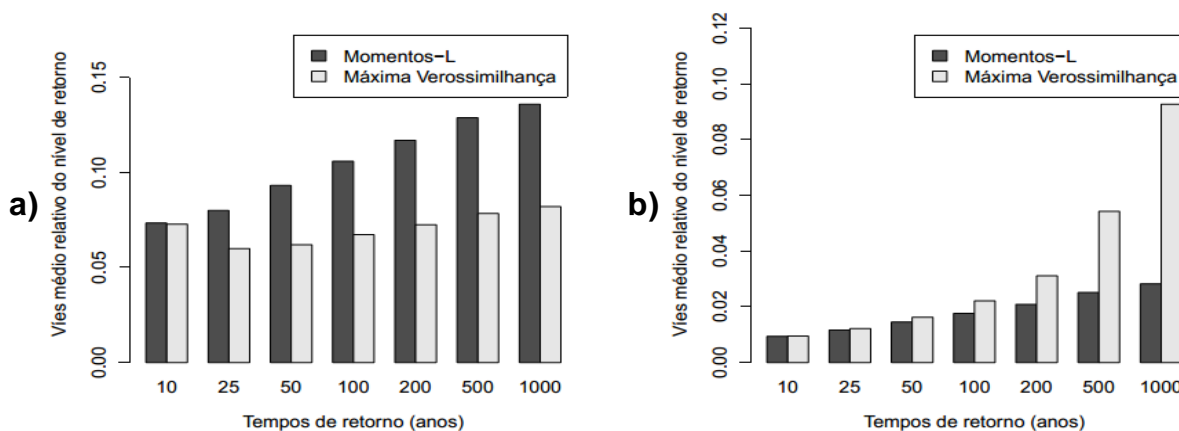 a)
Víes médio relativo do nível de retorno
0.00
0.05
0.10
0.15
Momentos−L
Máxima Verossimilhança
10 25 50 100 200 500 1000
Tempos de retorno (anos)
b)
Víes médio relativo do nível de retorno
0.00
0.02
0.04
0.06
0.08
0.10
0.12
Momentos−L
Máxima Verossimilhança
10 25 50 100 200 500 1000
Tempos de retorno (anos)